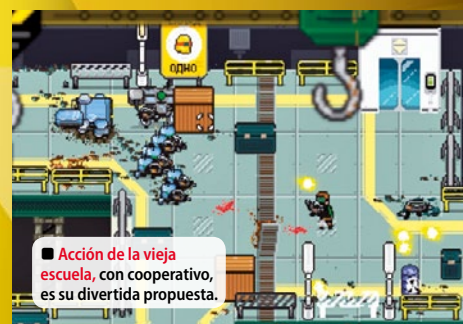 ОДНО
■ Acción de la vieja
escuela, con cooperativo,
es su divertida propuesta.